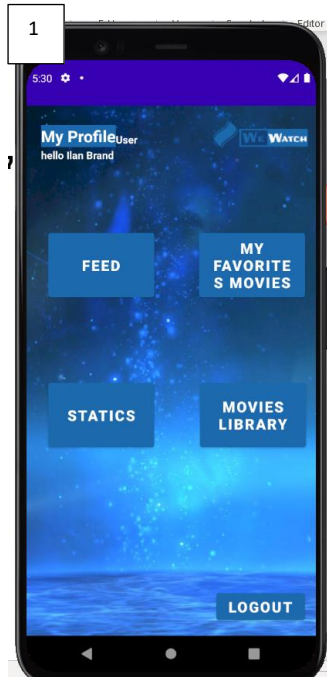 1
Editor
5:30
My Profile User
WE WATCH
hello Ilan Brand
FEED
MY
FAVORITE
S MOVIES
STATICS
MOVIES
LIBRARY
LOGOUT